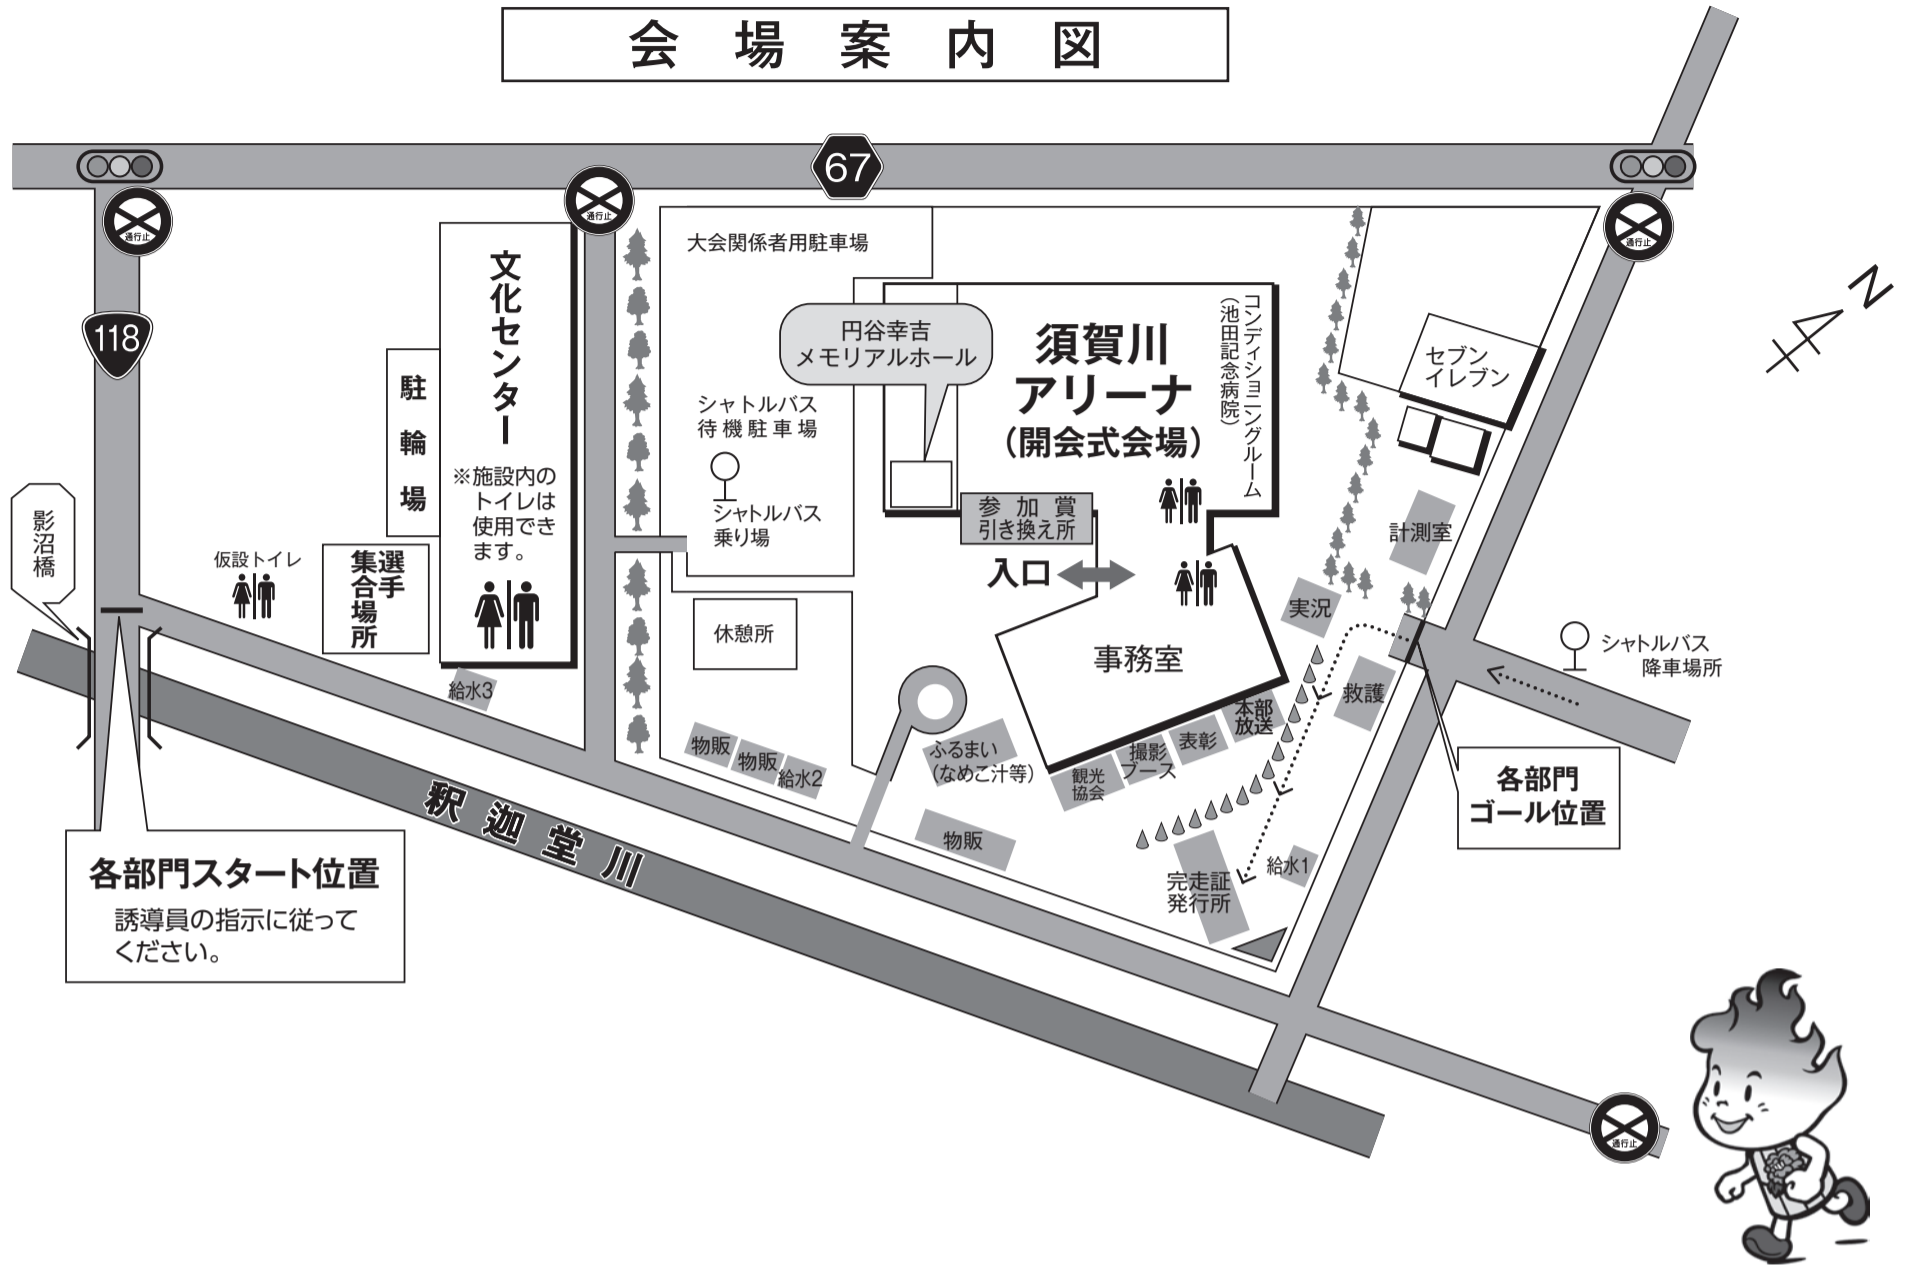 会場案内図
67
通行止
通行止
通行止
118
文化センター
※施設内の
トイレは
使用でき
ます。
駐輪場
影沼橋
仮設トイレ
選手
集合場所
給水3
大会関係者用駐車場
シャトルバス
待機駐車場
シャトルバス
乗り場
休憩所
円谷幸吉
メモリアルホール
須賀川
アリーナ
(開会式会場)
コンディショニングルーム
(池田記念病院)
参加賞
引き換え所
入口
事務室
セブン
イレブン
計測室
実況
救護
シャトルバス
降車場所
各部門
ゴール位置
本部
放送
表彰
撮影
ブース
観光
協会
ふるまい
(なめこ汁等)
物販
物販
給水2
物販
完走証
発行所
給水1
釈迦堂川
各部門スタート位置
誘導員の指示に従って
ください。
通行止
N